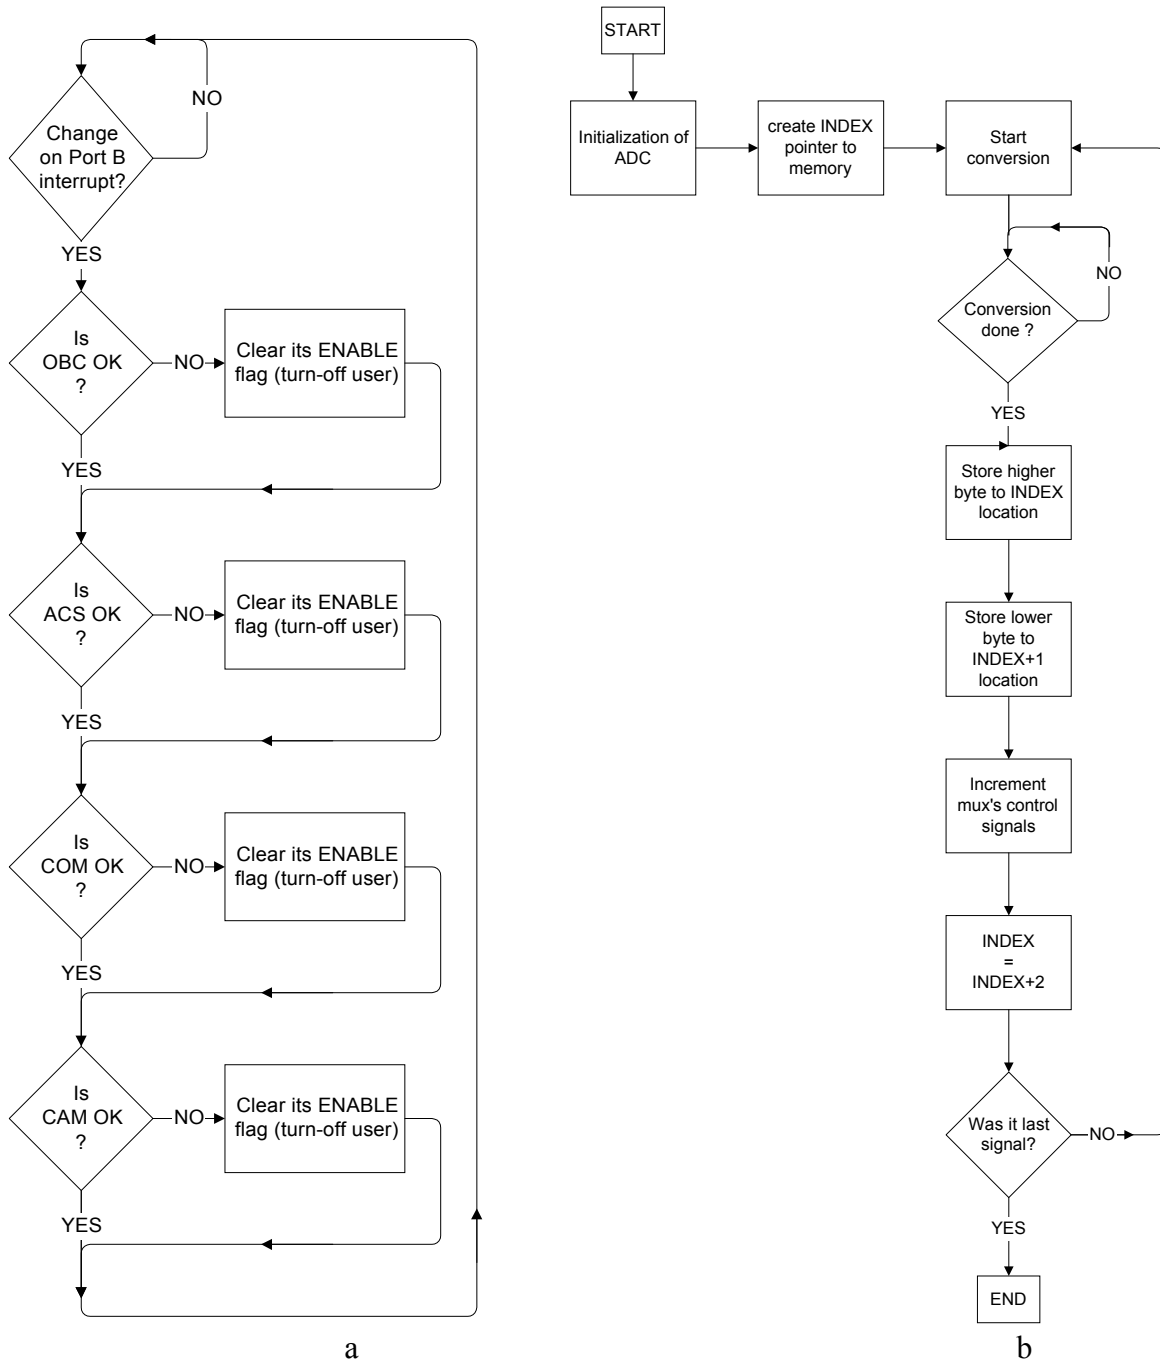 Change
on Port B
interrupt?
NO
YES
Is
OBC OK
?
NO
Clear its ENABLE
flag (turn-off user)
YES
Is
ACS OK
?
NO
Clear its ENABLE
flag (turn-off user)
YES
Is
COM OK
?
NO
Clear its ENABLE
flag (turn-off user)
YES
Is
CAM OK
?
NO
Clear its ENABLE
flag (turn-off user)
YES
a
START
Initialization of
ADC
create INDEX
pointer to
memory
Start
conversion
Conversion
done ?
NO
YES
Store higher
byte to INDEX
location
Store lower
byte to
INDEX+1
location
Increment
mux's control
signals
INDEX
=
INDEX+2
Was it last
signal?
NO
YES
END
b